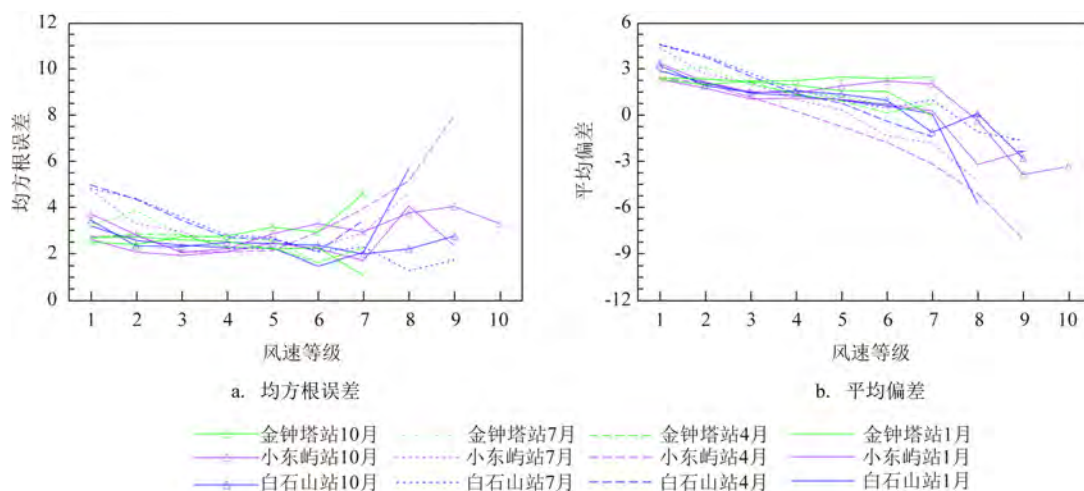 12
10
8
6
4
2
0
均方根误差
1 2 3 4 5 6 7 8 9 10
风速等级
a. 均方根误差
6
3
0
-3
-6
-9
-12
平均偏差
1 2 3 4 5 6 7 8 9 10
风速等级
b. 平均偏差
金钟塔站10月 金钟塔站7月 金钟塔站4月 金钟塔站1月
小东屿站10月 小东屿站7月 小东屿站4月 小东屿站1月
白石山站10月 白石山站7月 白石山站4月 白石山站1月